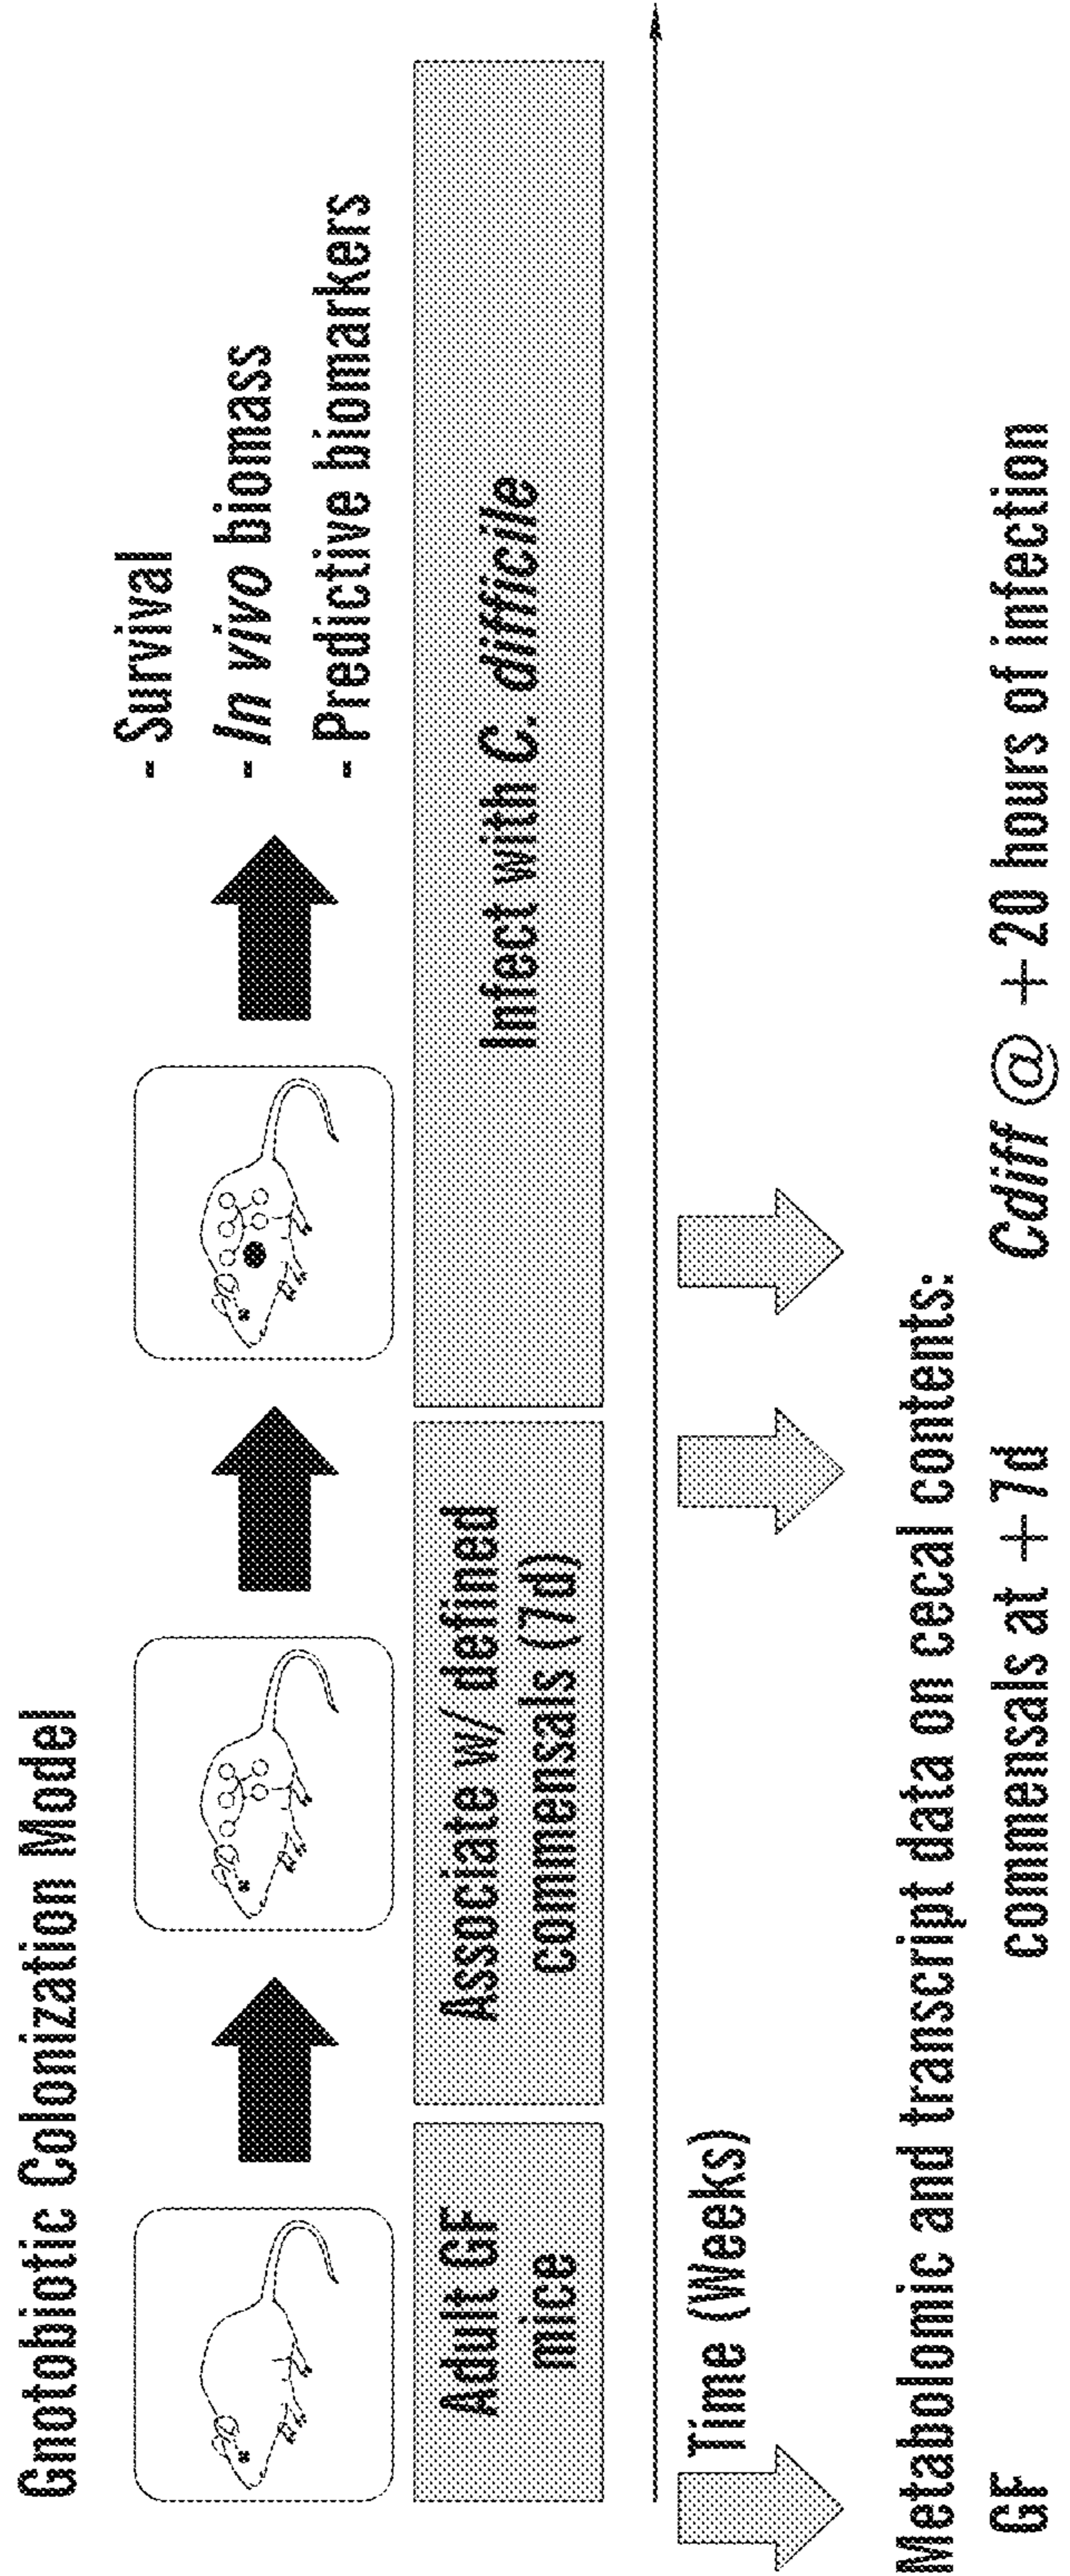 Gnotobiotic Colonization Model
- Survival
- In vivo biomass
- Predictive biomarkers
Adult GF
mice
Associate w/ defined
commensals (7d)
Infect with C. difficile
Time (Weeks)
Metabolomic and transcript data on cecal contents:
GF
commensals at +7d
Cdiff @ +20 hours of infection